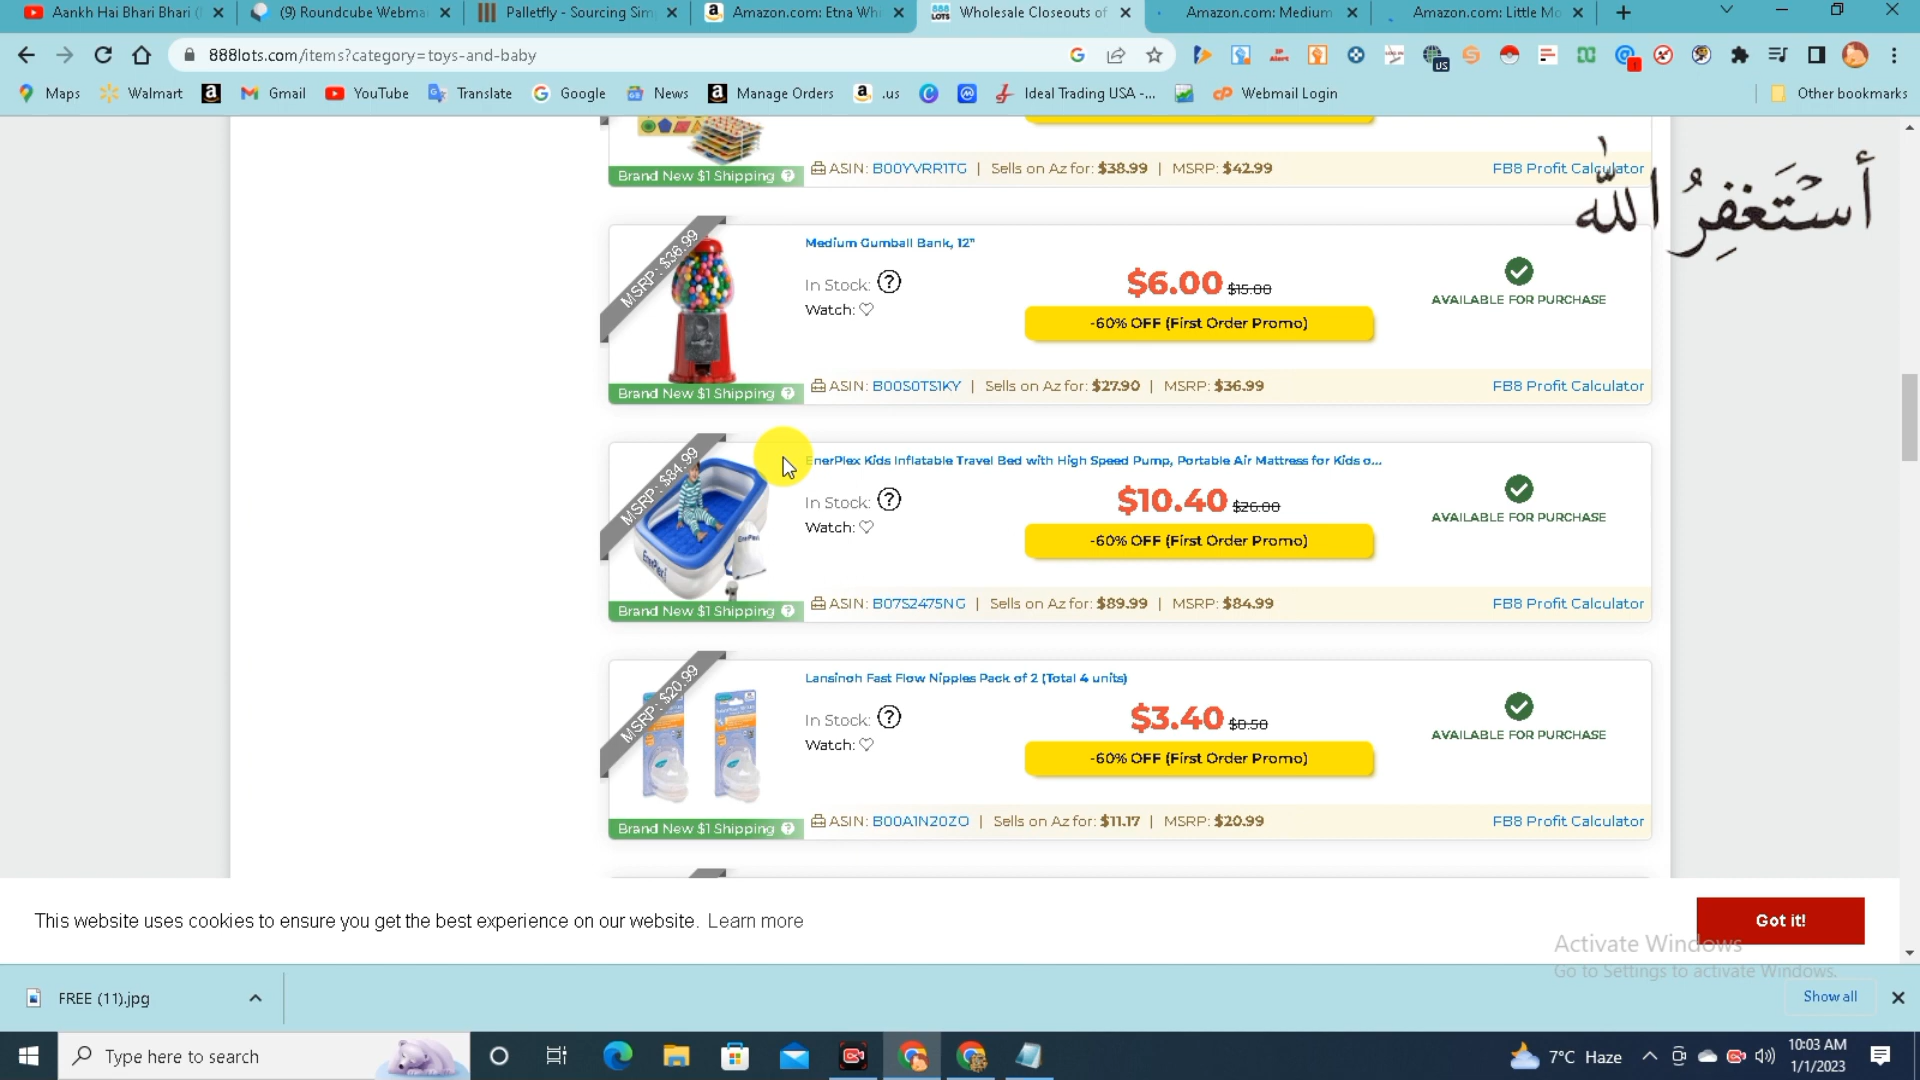 Aankh Hai Bhari Bhari (
(9) Roundcube Webma
Palletfly - Sourcing Sim
Amazon.com: Etna Wh
888 LOTS
Wholesale Closeouts of
Amazon.com: Medium
Amazon.com: Little Mo
888lots.com/items?category=toys-and-baby
Maps
Walmart
Gmail
YouTube
Translate
Google
News
Manage Orders
.us
Ideal Trading USA -...
Webmail Login
Other bookmarks
أَسْتَغْفِرُ اللّٰه
Brand New $1 Shipping ?
ASIN: B00YVRR1TG | Sells on Az for: $38.99 | MSRP: $42.99
FB8 Profit Calculator
MSRP: $36.99
Medium Gumball Bank, 12"
In Stock: ?
Watch:
$6.00 $15.00
-60% OFF (First Order Promo)
AVAILABLE FOR PURCHASE
Brand New $1 Shipping ?
ASIN: B00S0TS1KY | Sells on Az for: $27.90 | MSRP: $36.99
FB8 Profit Calculator
MSRP: $84.99
EnerPlex Kids Inflatable Travel Bed with High Speed Pump, Portable Air Mattress for Kids o...
In Stock: ?
Watch:
$10.40 $26.00
-60% OFF (First Order Promo)
AVAILABLE FOR PURCHASE
Brand New $1 Shipping ?
ASIN: B07S2475NG | Sells on Az for: $89.99 | MSRP: $84.99
FB8 Profit Calculator
MSRP: $20.99
Lansinoh Fast Flow Nipples Pack of 2 (Total 4 units)
In Stock: ?
Watch:
$3.40 $8.50
-60% OFF (First Order Promo)
AVAILABLE FOR PURCHASE
Brand New $1 Shipping ?
ASIN: B00A1N20ZO | Sells on Az for: $11.17 | MSRP: $20.99
FB8 Profit Calculator
This website uses cookies to ensure you get the best experience on our website. Learn more
Got it!
Activate Windows
Go to Settings to activate Windows.
FREE (11).jpg
Show all
Type here to search
7°C Haze
10:03 AM
1/1/2023